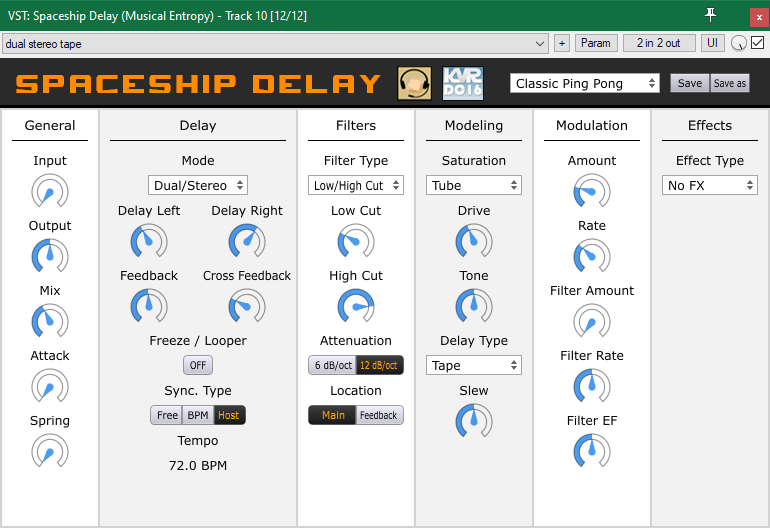 VST: Spaceship Delay (Musical Entropy) - Track 10 [12/12]
x
dual stereo tape
+
Param
2 in 2 out
UI
SPACESHIP DELAY
KVR
DC16
Classic Ping Pong
Save
Save as
General
Input
Output
Mix
Attack
Spring
Delay
Mode
Dual/Stereo
Delay Left
Delay Right
Feedback
Cross Feedback
Freeze / Looper
OFF
Sync. Type
Free
BPM
Host
Tempo
72.0 BPM
Filters
Filter Type
Low/High Cut
Low Cut
High Cut
Attenuation
6 dB/oct
12 dB/oct
Location
Main
Feedback
Modeling
Saturation
Tube
Drive
Tone
Delay Type
Tape
Slew
Modulation
Amount
Rate
Filter Amount
Filter Rate
Filter EF
Effects
Effect Type
No FX